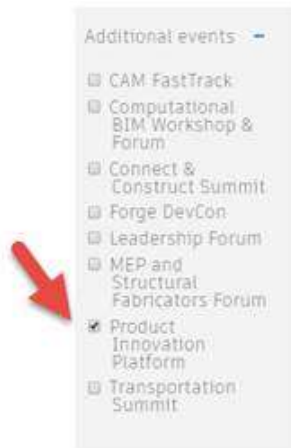 Additional events -
CAM FastTrack
Computational
BIM Workshop &
Forum
Connect &
Construct Summit
Forge DevCon
Leadership Forum
MEP and
Structural
Fabricators Forum
Product
Innovation
Platform
Transportation
Summit